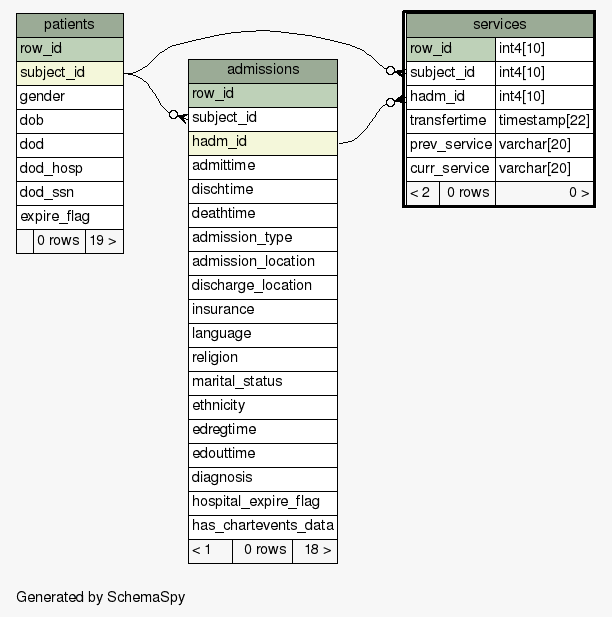 patients
row_id
subject_id
gender
dob
dod
dod_hosp
dod_ssn
expire_flag
0 rows 19 >
admissions
row_id
subject_id
hadm_id
admittime
dischtime
deathtime
admission_type
admission_location
discharge_location
insurance
language
religion
marital_status
ethnicity
edregtime
edouttime
diagnosis
hospital_expire_flag
has_chartevents_data
< 1 0 rows 18 >
services
row_id int4[10]
subject_id int4[10]
hadm_id int4[10]
transfertime timestamp[22]
prev_service varchar[20]
curr_service varchar[20]
< 2 0 rows 0 >
Generated by SchemaSpy